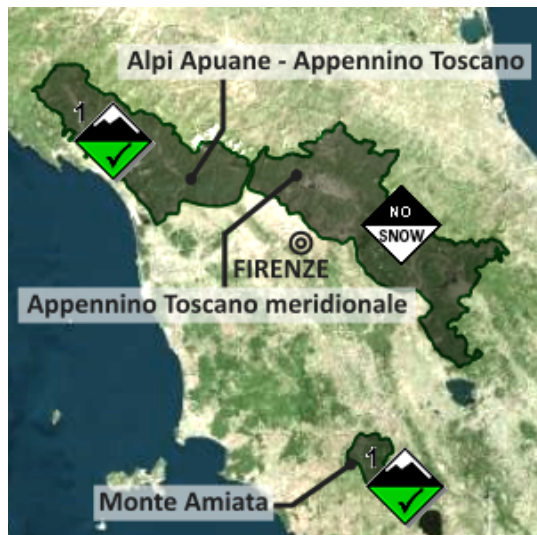 Alpi Apuane - Appennino Toscano
1
NO
SNOW
FIRENZE
Appennino Toscano meridionale
1
Monte Amiata